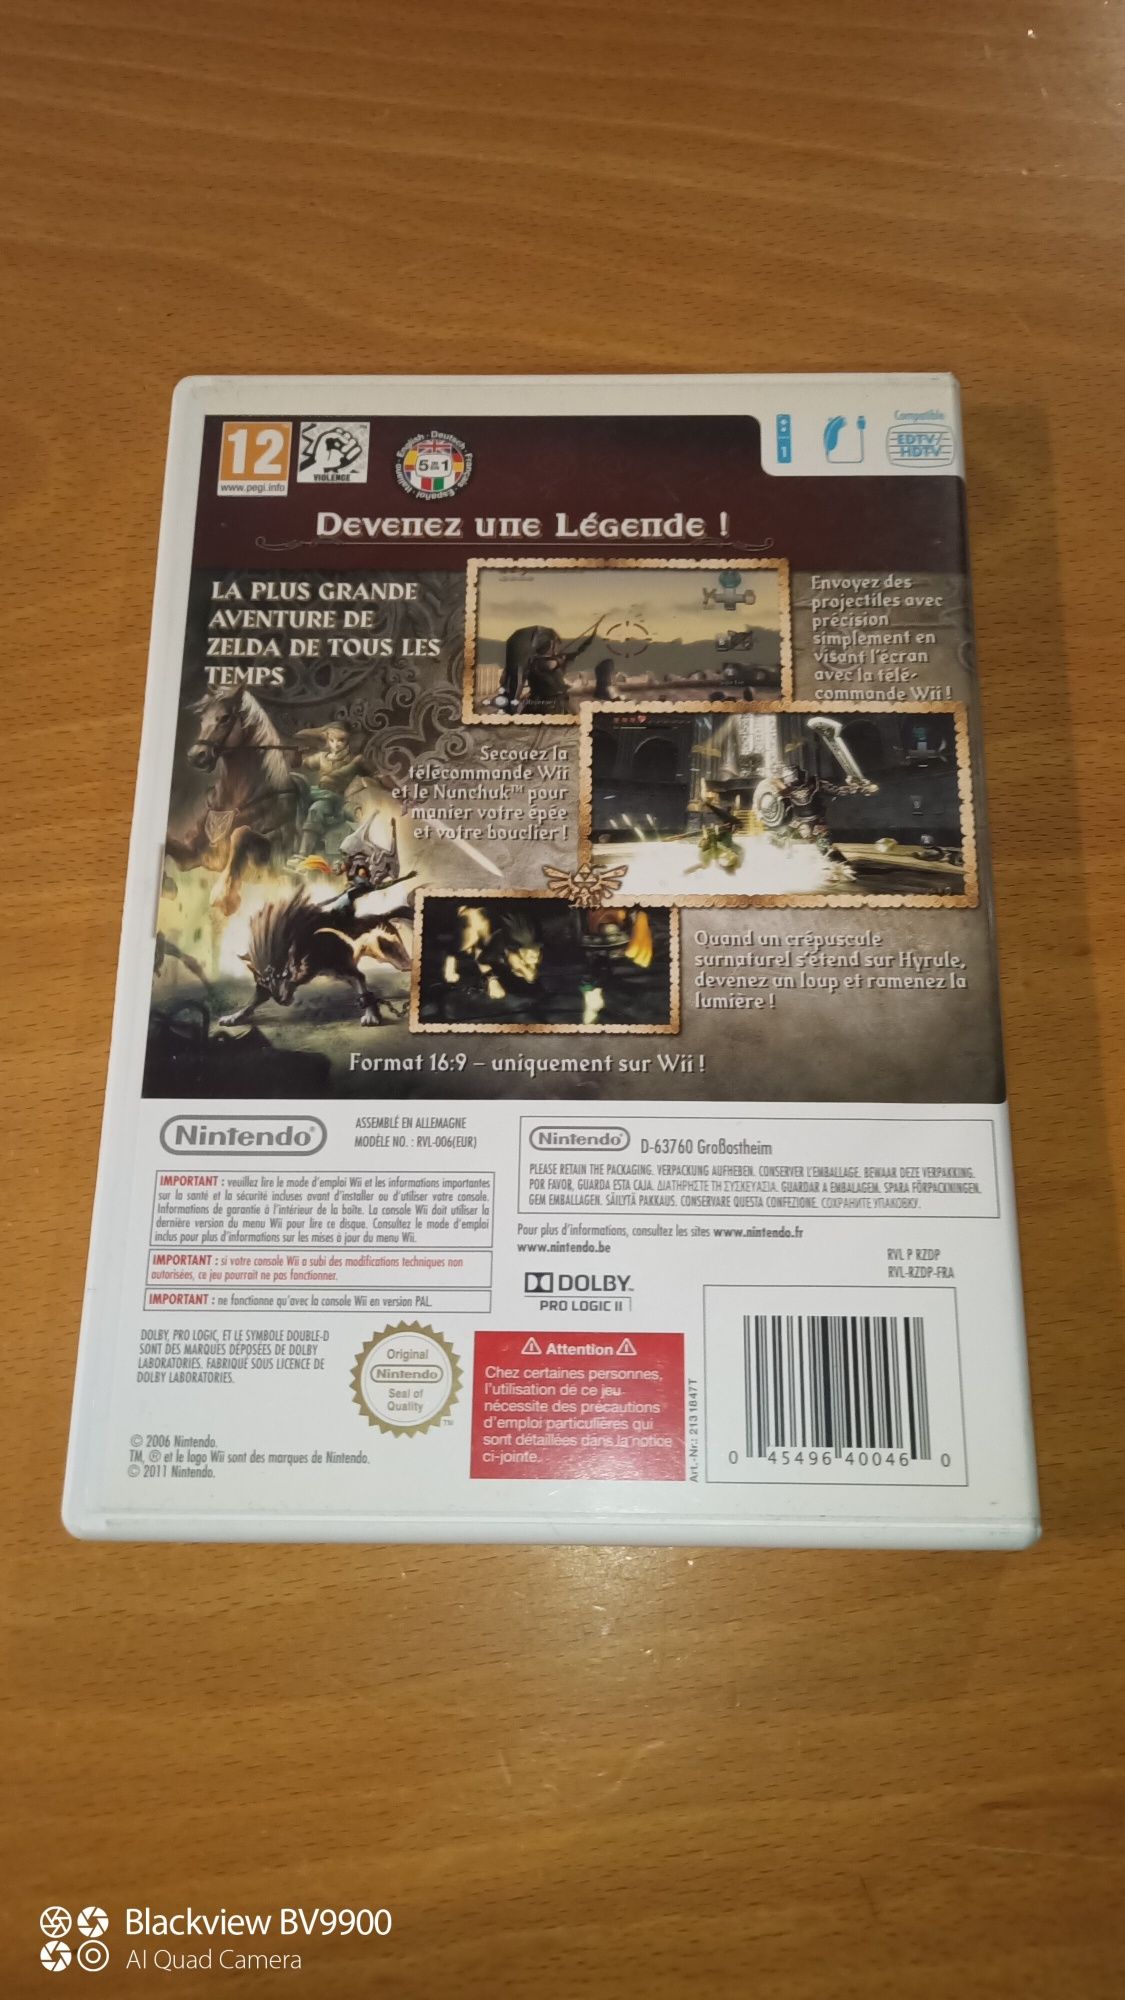 12
www.pegi.info
VIOLENCE
English · Deutsch · Français · Español · Italiano
5 IN 1
Compatible
EDTV/
HDTV
Devenez une Légende !
LA PLUS GRANDE
AVENTURE DE
ZELDA DE TOUS LES
TEMPS
Envoyez des
projectiles avec
précision
simplement en
visant l'écran
avec la télé-
commande Wii !
Secouez la
télécommande Wii
et le Nunchuk™ pour
manier votre épée
et votre bouclier !
Quand un crépuscule
surnaturel s'étend sur Hyrule,
devenez un loup et ramenez la
lumière !
Format 16:9 – uniquement sur Wii !
Nintendo®
ASSEMBLÉ EN ALLEMAGNE
MODÈLE NO. : RVL-006(EUR)
IMPORTANT : veuillez lire le mode d'emploi Wii et les informations importantes
sur la santé et la sécurité incluses avant d'installer ou d'utiliser votre console.
Informations de garantie à l'intérieur de la boîte. La console Wii doit utiliser la
dernière version du menu Wii pour lire ce disque. Consultez le mode d'emploi
inclus pour plus d'informations sur les mises à jour du menu Wii.
IMPORTANT : si votre console Wii a subi des modifications techniques non
autorisées, ce jeu pourrait ne pas fonctionner.
IMPORTANT : ne fonctionne qu'avec la console Wii en version PAL.
DOLBY, PRO LOGIC, ET LE SYMBOLE DOUBLE-D
SONT DES MARQUES DÉPOSÉES DE DOLBY
LABORATORIES. FABRIQUÉ SOUS LICENCE DE
DOLBY LABORATORIES.
© 2006 Nintendo.
TM, ® et le logo Wii sont des marques de Nintendo.
© 2011 Nintendo.
Original
Nintendo
Seal of
Quality
TM
Nintendo® D-63760 Großostheim
PLEASE RETAIN THE PACKAGING. VERPACKUNG AUFHEBEN. CONSERVER L'EMBALLAGE. BEWAAR DEZE VERPAKKING.
POR FAVOR, GUARDA ESTA CAJA. ΔΙΑΤΗΡΗΣΤΕ ΤΗ ΣΥΣΚΕΥΑΣΙΑ. GUARDAR A EMBALAGEM. SPARA FÖRPACKNINGEN.
GEM EMBALLAGEN. SÄILYTÄ PAKKAUS. CONSERVARE QUESTA CONFEZIONE. СОХРАНИТЕ УПАКОВКУ.
Pour plus d'informations, consultez les sites www.nintendo.fr
www.nintendo.be
RVL P RZDP
RVL-RZDP-FRA
DOLBY™
PRO LOGIC II
Attention
Chez certaines personnes,
l'utilisation de ce jeu
nécessite des précautions
d'emploi particulières qui
sont détaillées dans la notice
ci-jointe.
Art.-Nr.: 2131847T
0 45496 40046 0
Blackview BV9900
AI Quad Camera